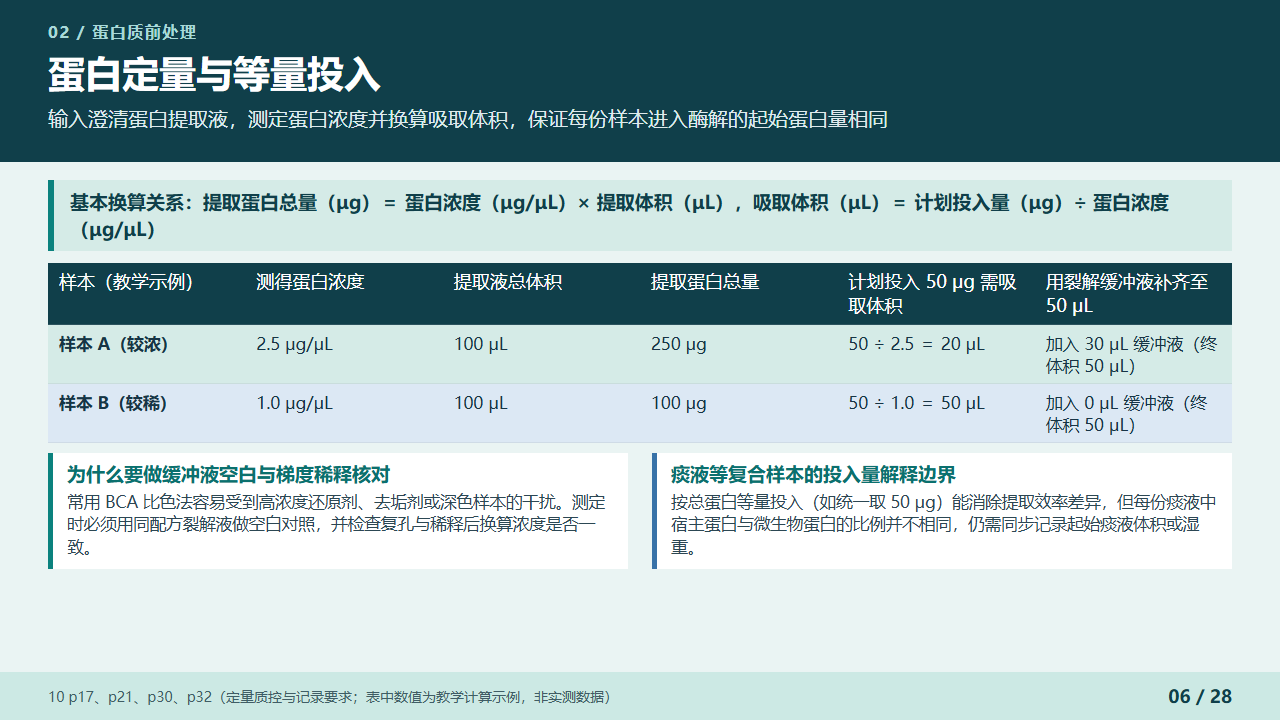 02 / 蛋白质前处理
蛋白定量与等量投入
输入澄清蛋白提取液，测定蛋白浓度并换算吸取体积，保证每份样本进入酶解的起始蛋白量相同
基本换算关系：提取蛋白总量（μg）＝ 蛋白浓度（μg/μL）× 提取体积（μL），吸取体积（μL）＝ 计划投入量（μg）÷ 蛋白浓度
（μg/μL）
样本（教学示例） 测得蛋白浓度 提取液总体积 提取蛋白总量 计划投入 50 μg 需吸 用裂解缓冲液补齐至
取体积 50 μL
样本 A（较浓） 2.5 μg/μL 100 μL 250 μg 50 ÷ 2.5 ＝ 20 μL 加入 30 μL 缓冲液（终
体积 50 μL）
样本 B（较稀） 1.0 μg/μL 100 μL 100 μg 50 ÷ 1.0 ＝ 50 μL 加入 0 μL 缓冲液（终
体积 50 μL）
为什么要做缓冲液空白与梯度稀释核对
常用 BCA 比色法容易受到高浓度还原剂、去垢剂或深色样本的干扰。测定
时必须用同配方裂解液做空白对照，并检查复孔与稀释后换算浓度是否一
致。
痰液等复合样本的投入量解释边界
按总蛋白等量投入（如统一取 50 μg）能消除提取效率差异，但每份痰液中
宿主蛋白与微生物蛋白的比例并不相同，仍需同步记录起始痰液体积或湿
重。
10 p17、p21、p30、p32（定量质控与记录要求；表中数值为教学计算示例，非实测数据）
06 / 28